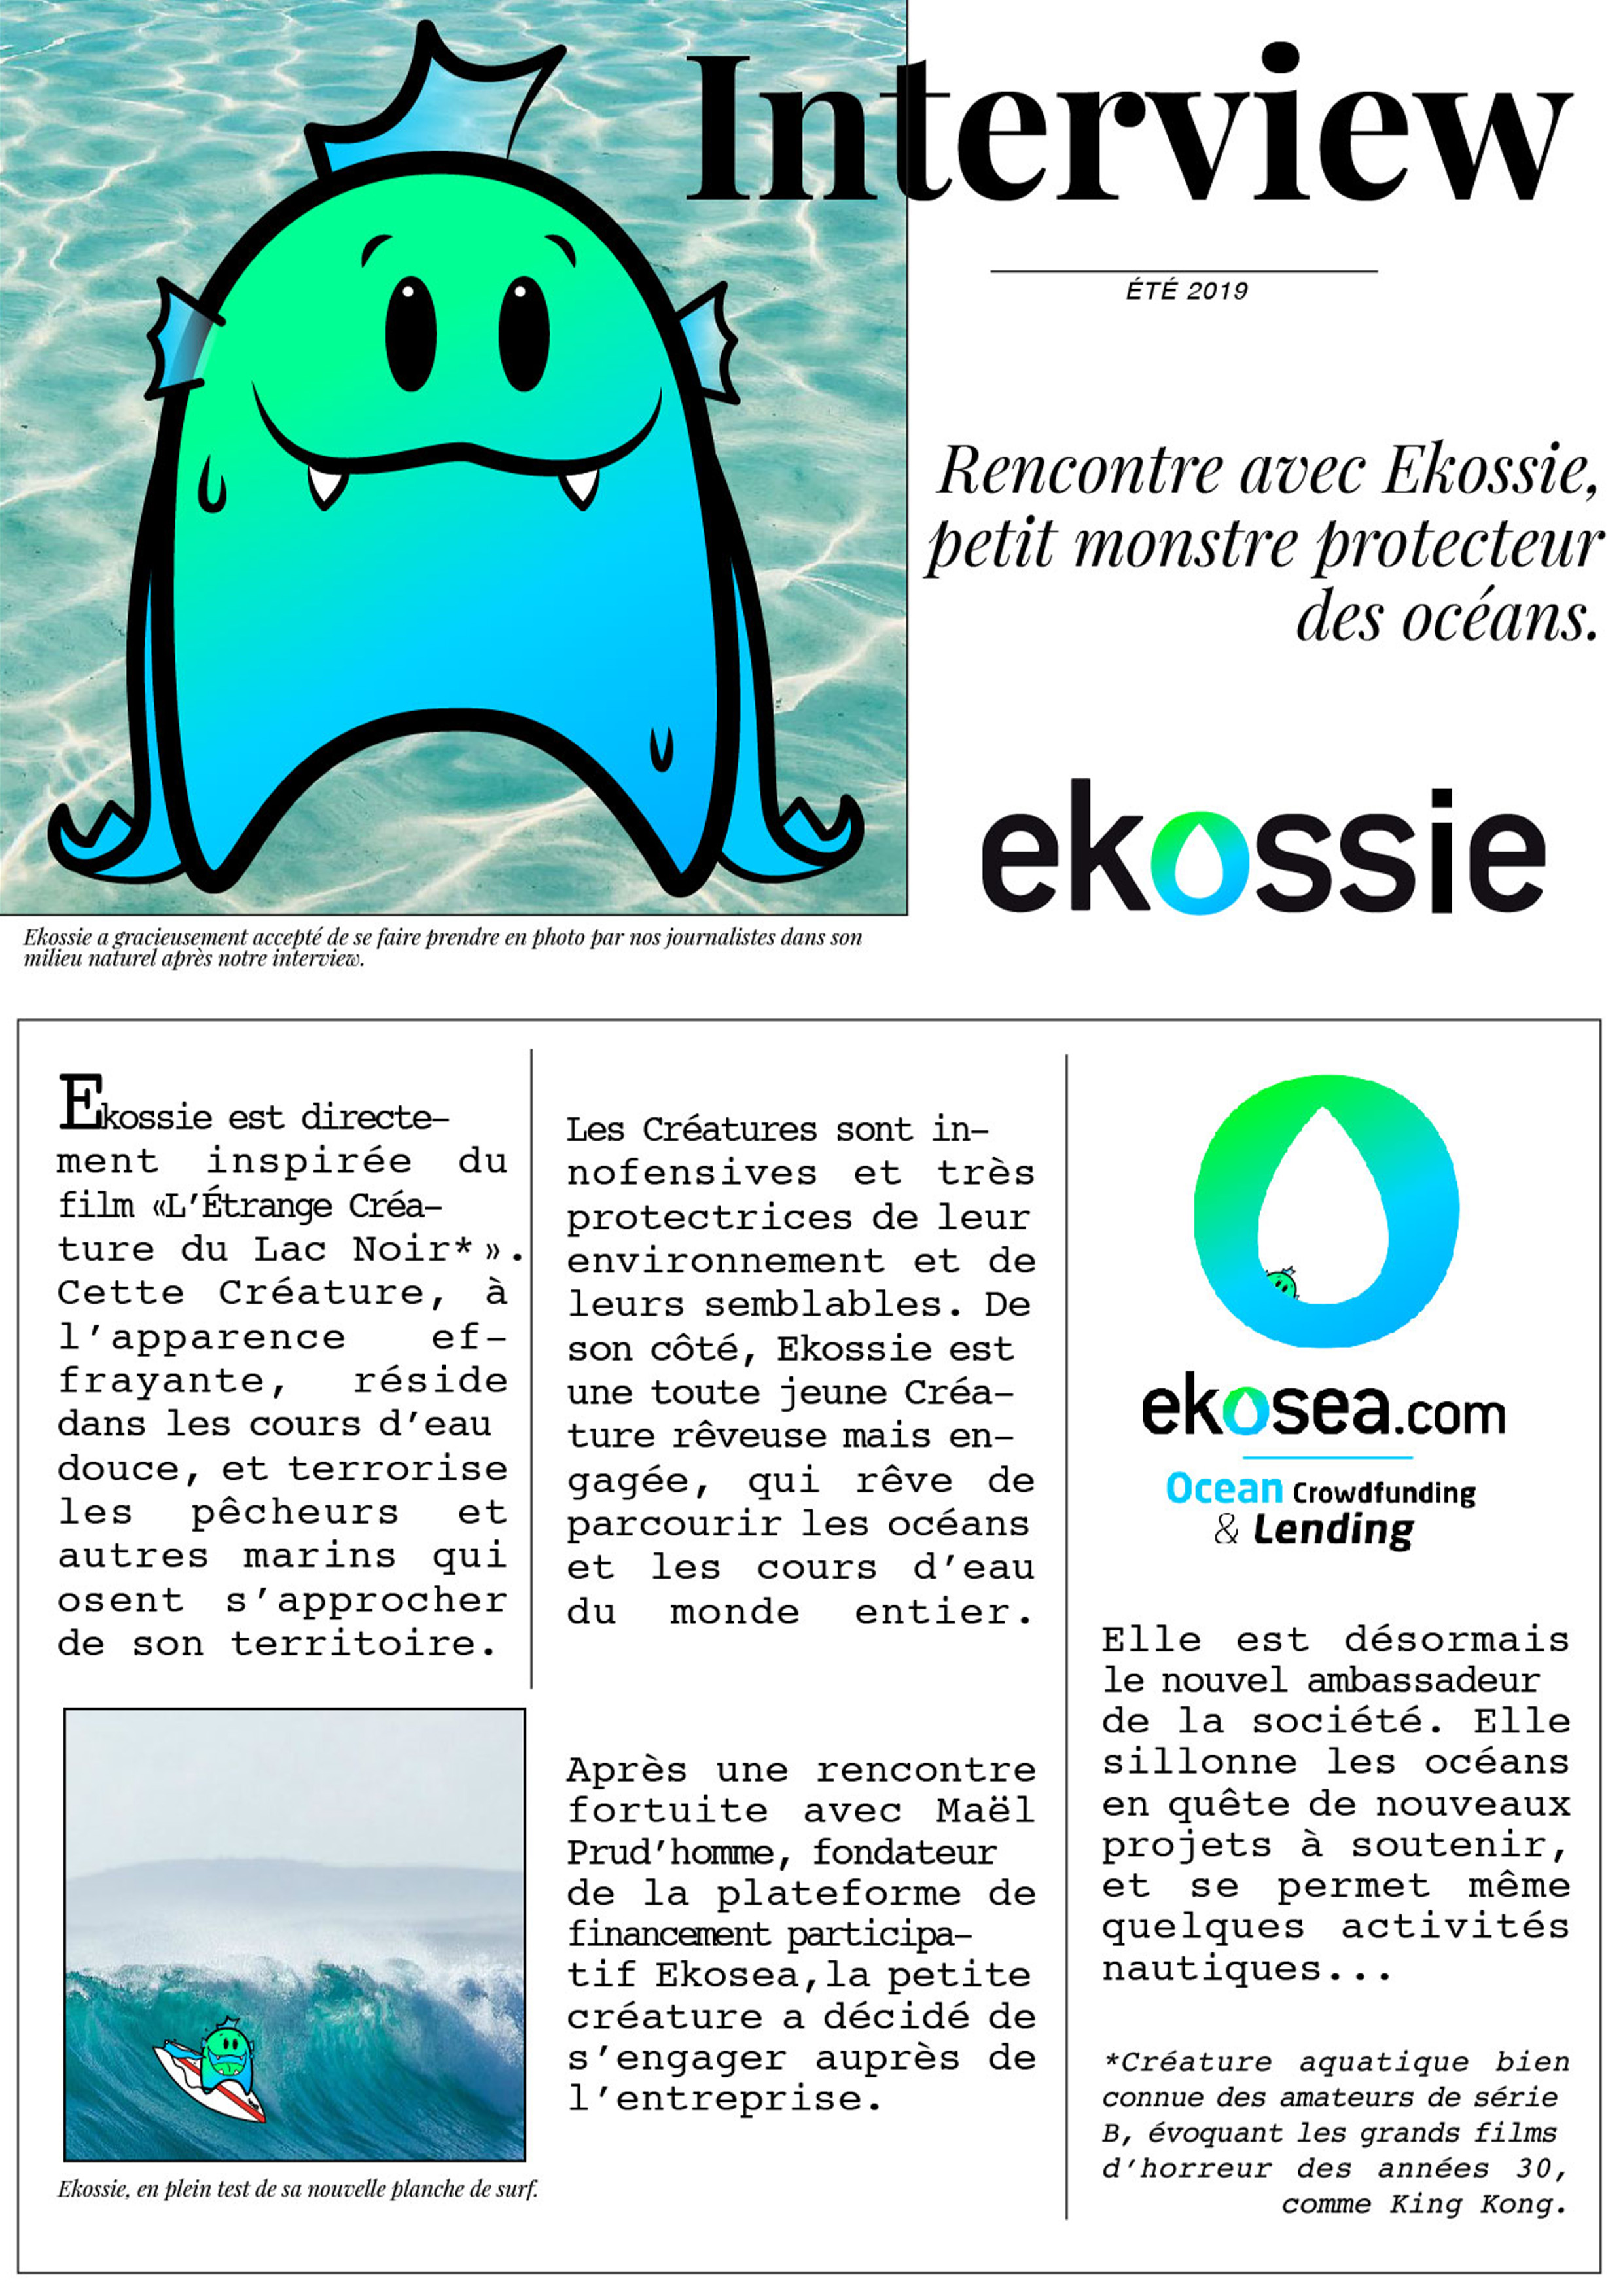 Interview
ÉTÉ 2019
Rencontre avec Ekossie,
petit monstre protecteur
des océans.
ekossie
Ekossie a gracieusement accepté de se faire prendre en photo par nos journalistes dans son
milieu naturel après notre interview.
Ekossie est directe-
ment inspirée du
film «L'Étrange Créa-
ture du Lac Noir*».
Cette Créature, à
l'apparence ef-
frayante, réside
dans les cours d'eau
douce, et terrorise
les pêcheurs et
autres marins qui
osent s'approcher
de son territoire.
Ekossie, en plein test de sa nouvelle planche de surf.
Les Créatures sont in-
nofensives et très
protectrices de leur
environnement et de
leurs semblables. De
son côté, Ekossie est
une toute jeune Créa-
ture rêveuse mais en-
gagée, qui rêve de
parcourir les océans
et les cours d'eau
du monde entier.
Après une rencontre
fortuite avec Maël
Prud'homme, fondateur
de la plateforme de
financement participa-
tif Ekosea,la petite
créature a décidé de
s'engager auprès de
l'entreprise.
ekosea.com
Ocean Crowdfunding
& Lending
Elle est désormais
le nouvel ambassadeur
de la société. Elle
sillonne les océans
en quête de nouveaux
projets à soutenir,
et se permet même
quelques activités
nautiques...
*Créature aquatique bien
connue des amateurs de série
B, évoquant les grands films
d'horreur des années 30,
comme King Kong.